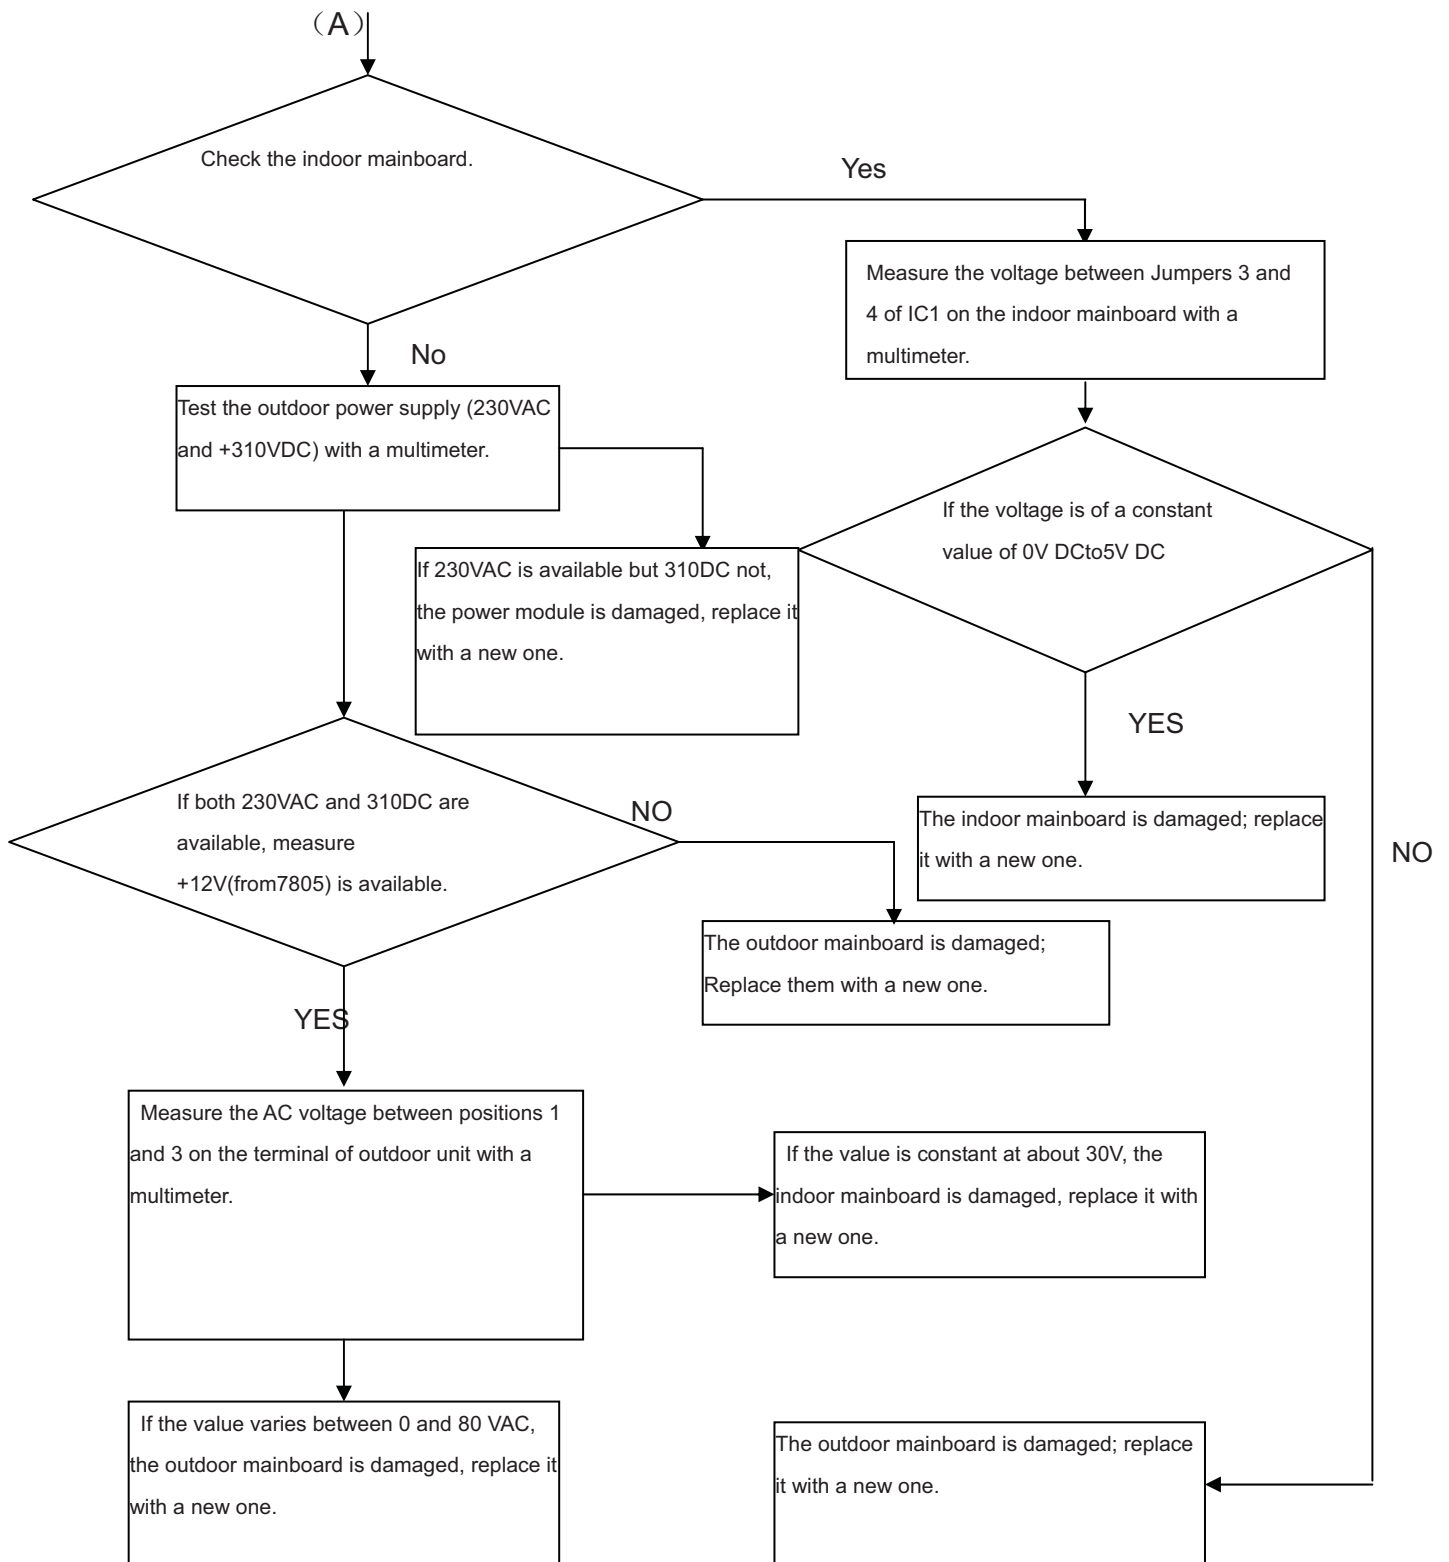 （A）
Check the indoor mainboard.
Yes
Measure the voltage between Jumpers 3 and
4 of IC1 on the indoor mainboard with a
multimeter.
No
Test the outdoor power supply (230VAC
and +310VDC) with a multimeter.
If the voltage is of a constant
value of 0V DCto5V DC
If 230VAC is available but 310DC not,
the power module is damaged, replace it
with a new one.
YES
If both 230VAC and 310DC are
available, measure
+12V(from7805) is available.
NO
The indoor mainboard is damaged; replace
it with a new one.
NO
The outdoor mainboard is damaged;
Replace them with a new one.
YES
Measure the AC voltage between positions 1
and 3 on the terminal of outdoor unit with a
multimeter.
If the value is constant at about 30V, the
indoor mainboard is damaged, replace it with
a new one.
If the value varies between 0 and 80 VAC,
the outdoor mainboard is damaged, replace it
with a new one.
The outdoor mainboard is damaged; replace
it with a new one.